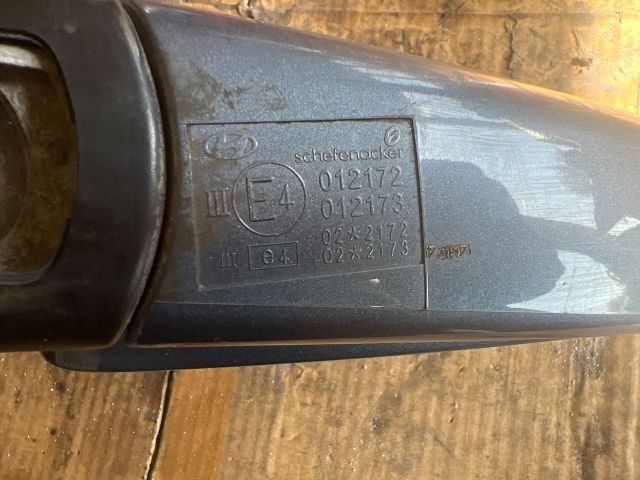 schefenacker
III E4 012172
012173
02★2172
III e4 02★2173